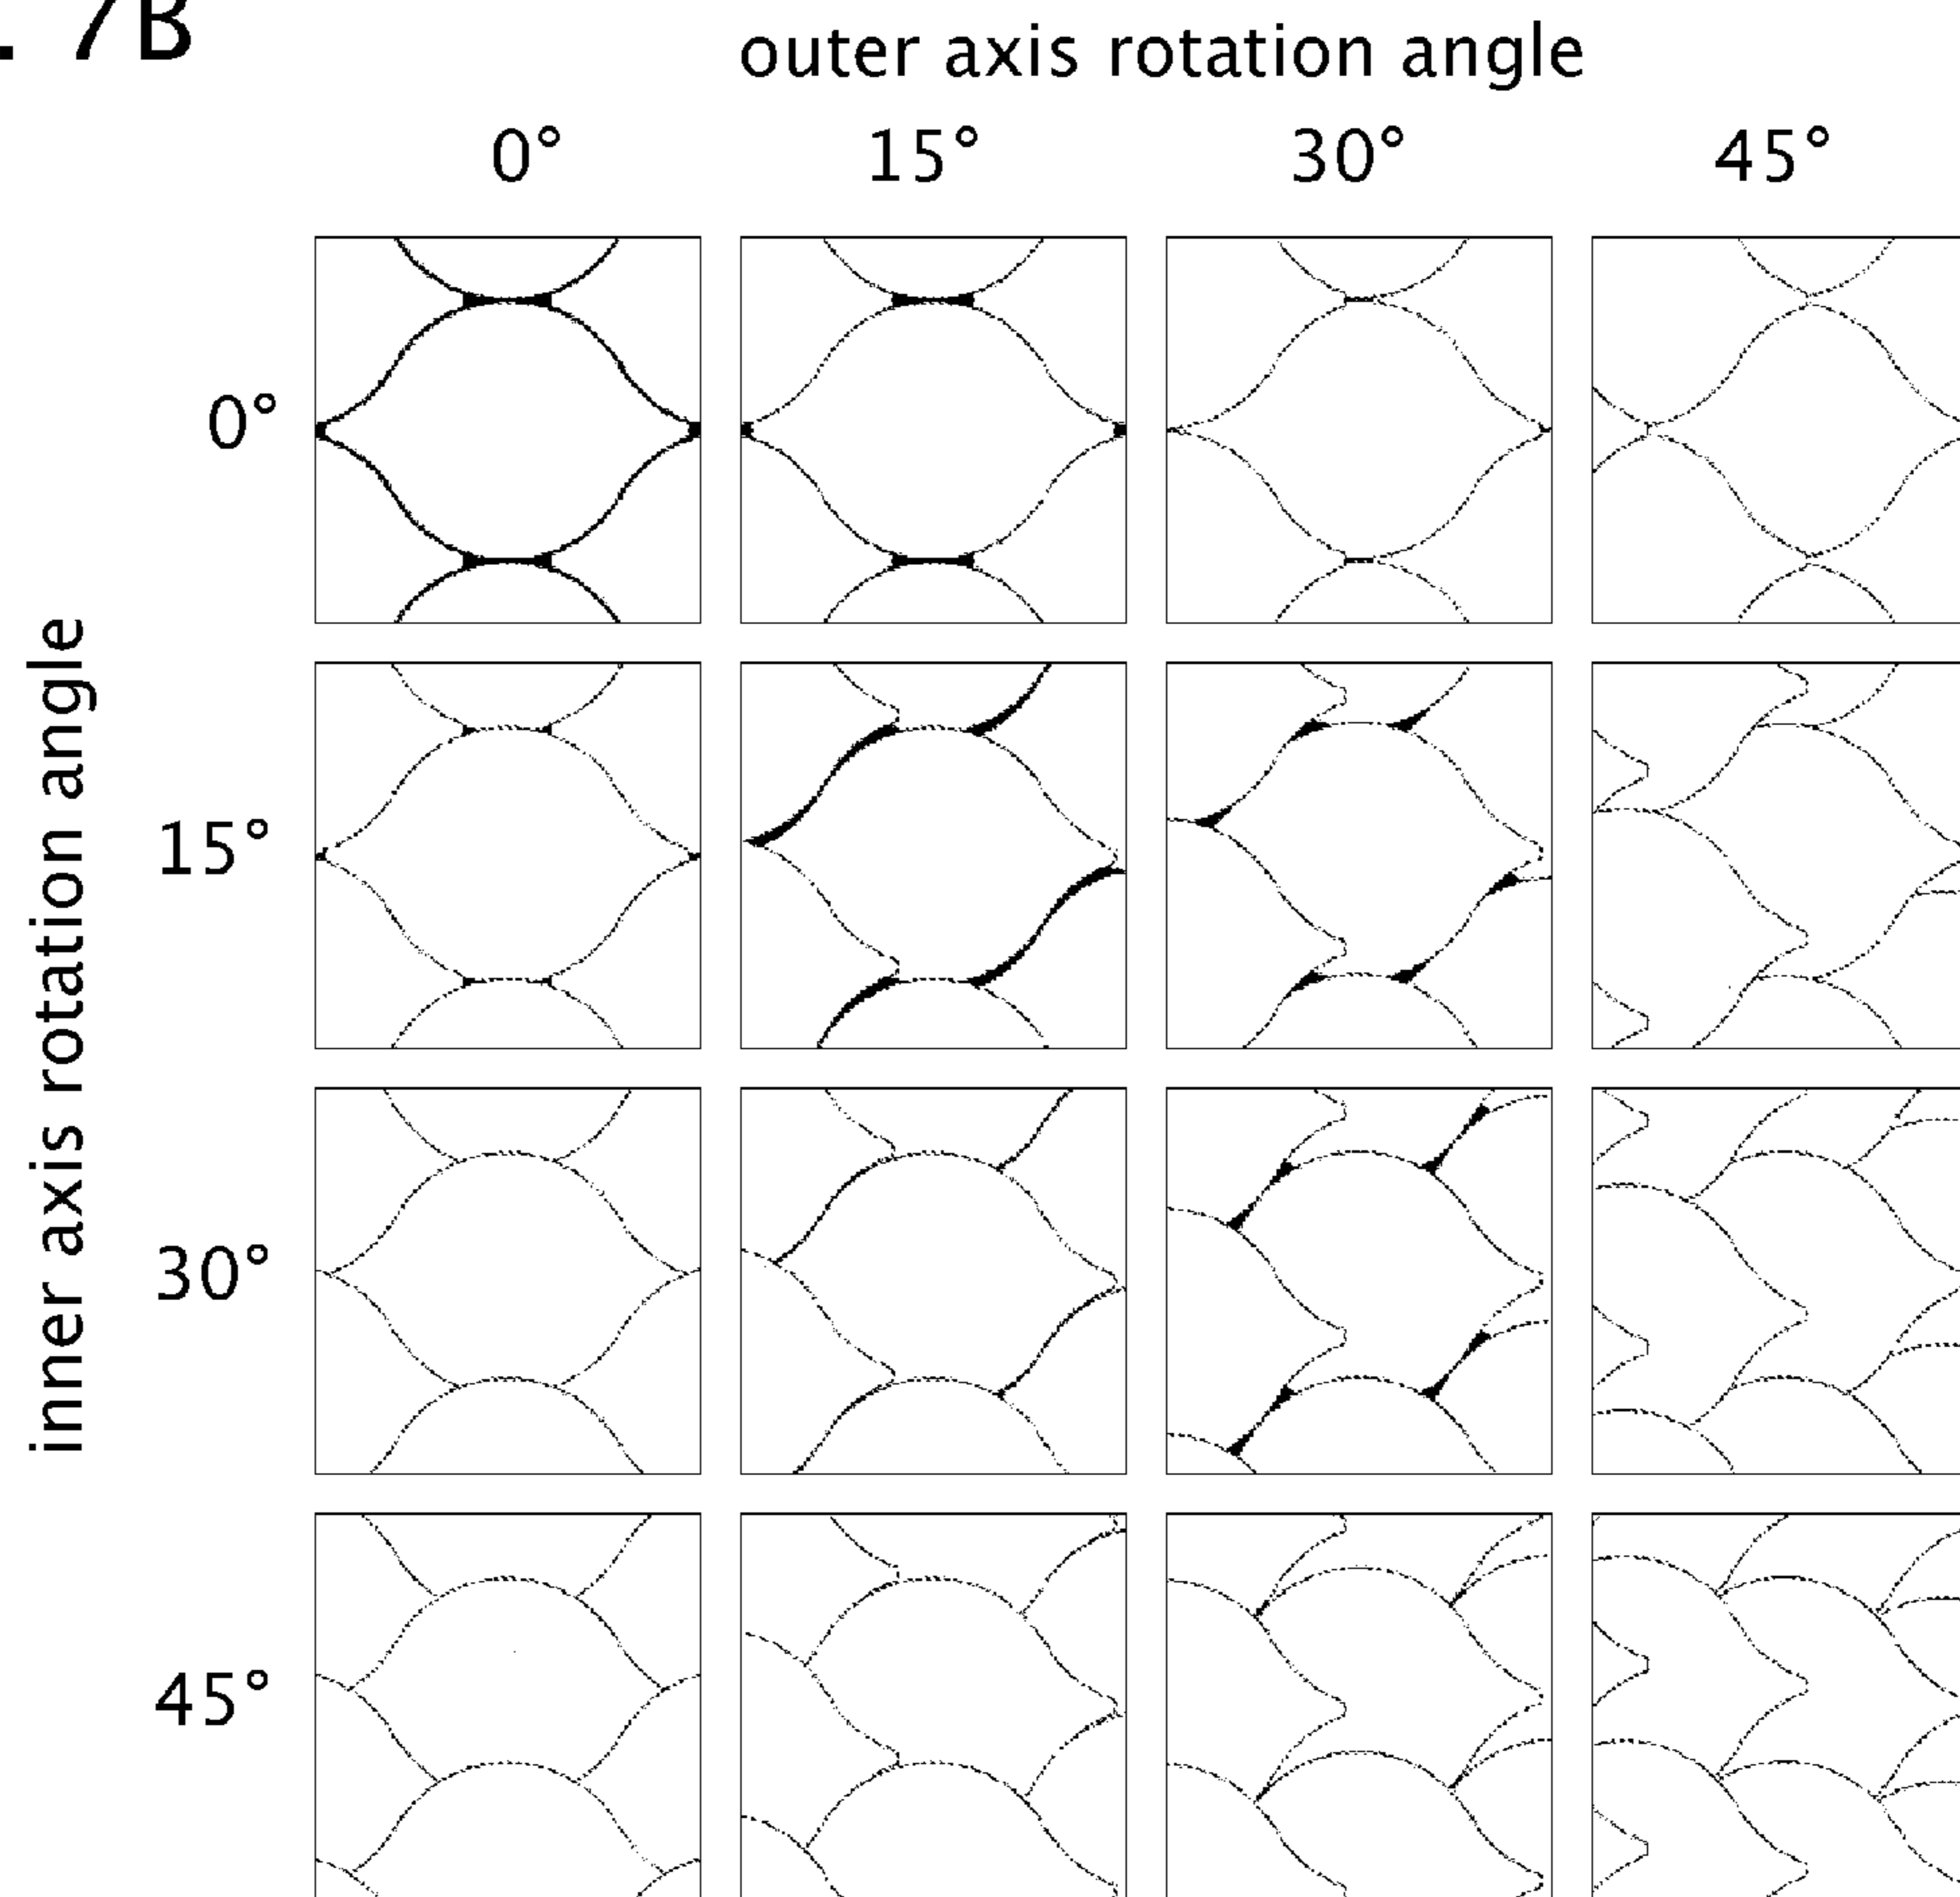 . 7B
outer axis rotation angle
0° 15° 30° 45°
inner axis rotation angle
0°
15°
30°
45°